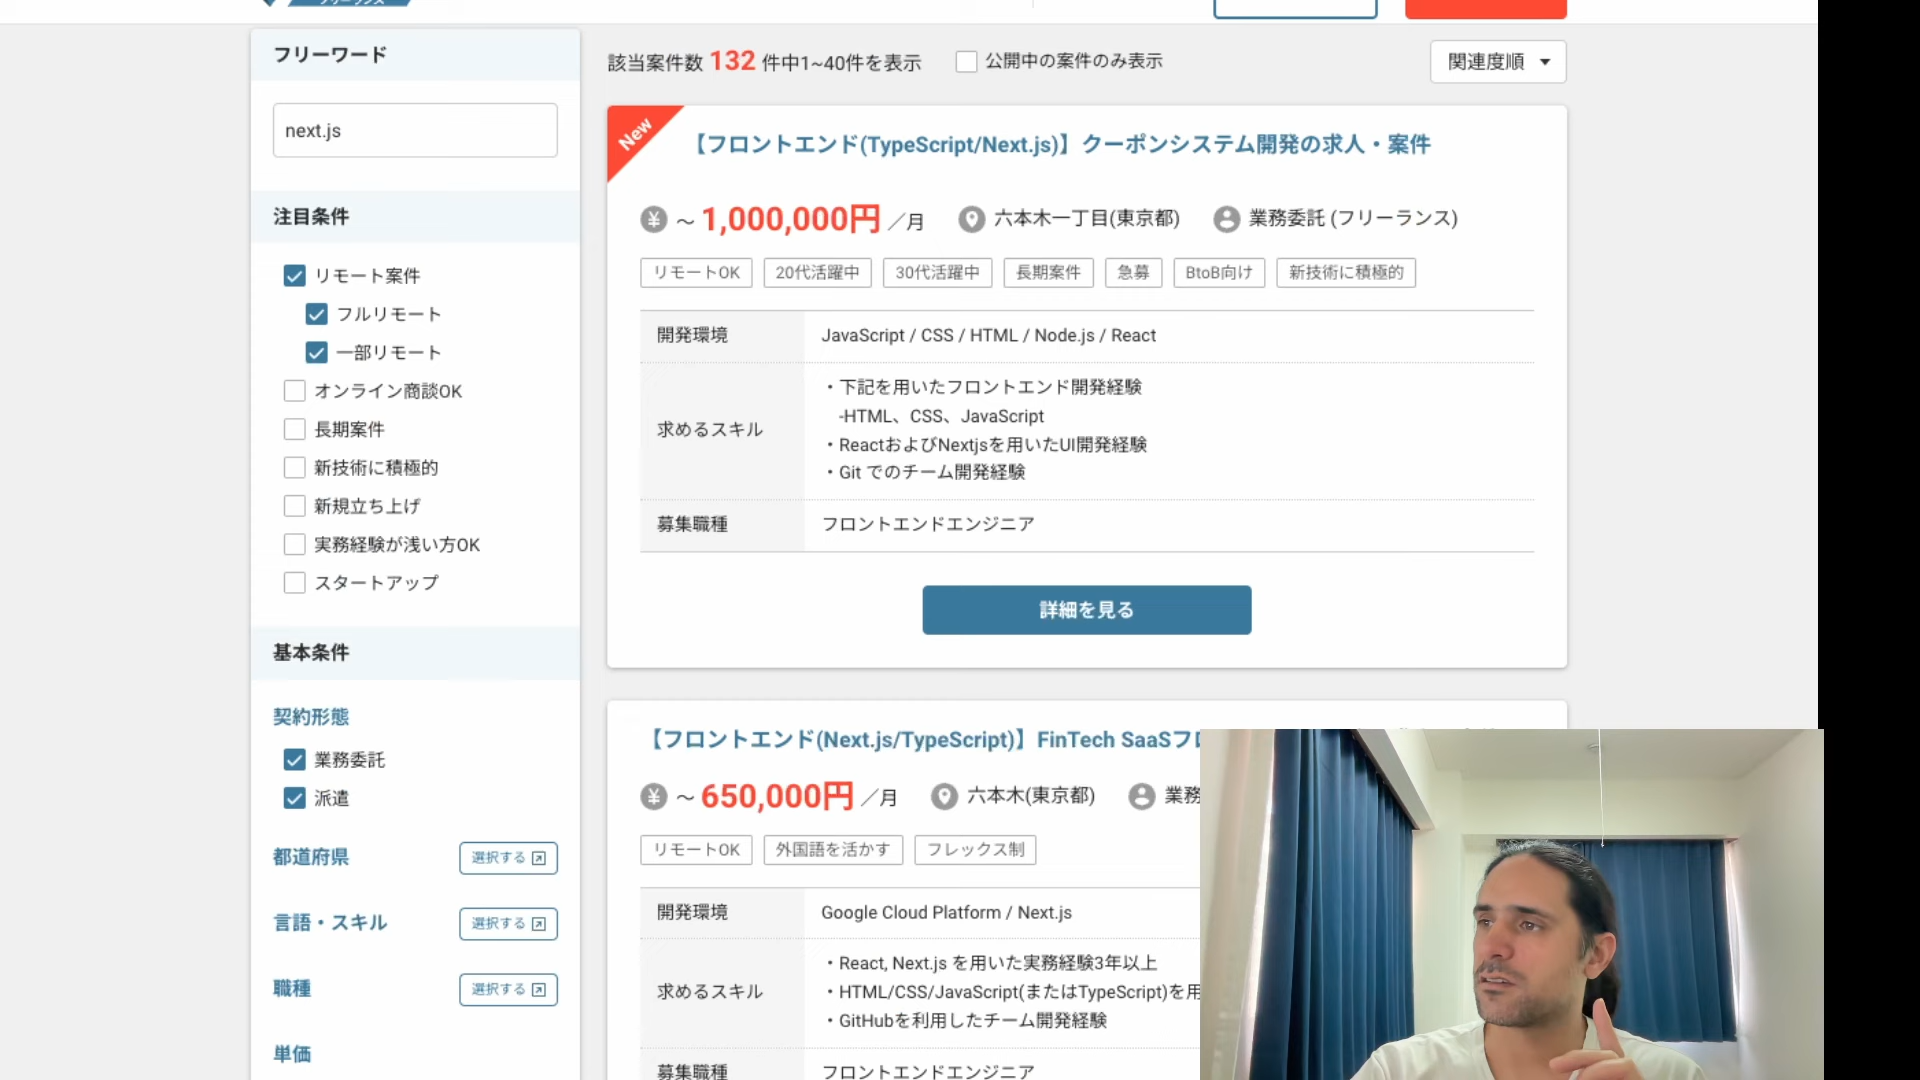 フリーランス
フリーワード
next.js
注目条件
リモート案件
フルリモート
一部リモート
オンライン商談OK
長期案件
新技術に積極的
新規立ち上げ
実務経験が浅い方OK
スタートアップ
基本条件
契約形態
業務委託
派遣
都道府県 選択する
言語・スキル 選択する
職種 選択する
単価
該当案件数 132 件中1~40件を表示 公開中の案件のみ表示 関連度順
New
【フロントエンド(TypeScript/Next.js)】クーポンシステム開発の求人・案件
¥ ～ 1,000,000円 ／月 六本木一丁目(東京都) 業務委託 (フリーランス)
リモートOK 20代活躍中 30代活躍中 長期案件 急募 BtoB向け 新技術に積極的
開発環境 JavaScript / CSS / HTML / Node.js / React
求めるスキル
・下記を用いたフロントエンド開発経験
-HTML、CSS、JavaScript
・ReactおよびNextjsを用いたUI開発経験
・Git でのチーム開発経験
募集職種 フロントエンドエンジニア
詳細を見る
【フロントエンド(Next.js/TypeScript)】FinTech SaaSフ
¥ ～ 650,000円 ／月 六本木(東京都) 業務
リモートOK 外国語を活かす フレックス制
開発環境 Google Cloud Platform / Next.js
求めるスキル
・React, Next.js を用いた実務経験3年以上
・HTML/CSS/JavaScript(またはTypeScript)を用
・GitHubを利用したチーム開発経験
募集職種 フロントエンドエンジニア